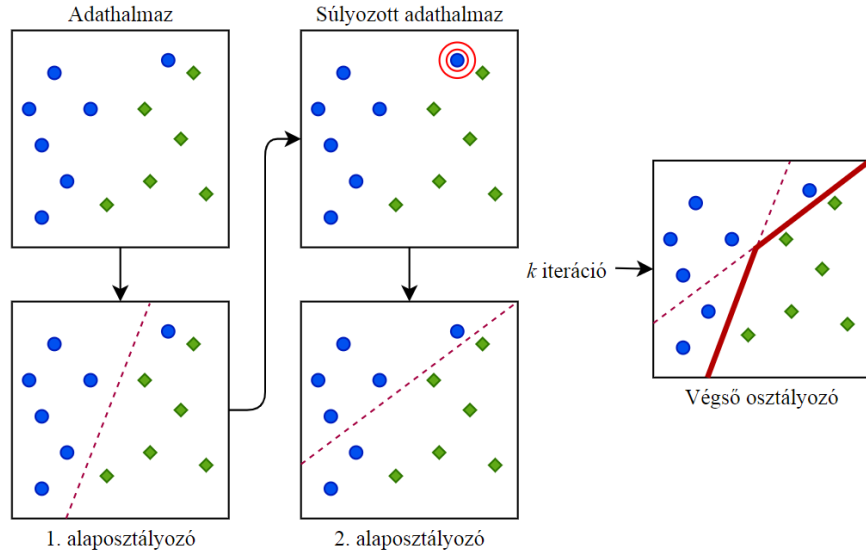 Adathalmaz
Súlyozott adathalmaz
k iteráció
Végső osztályozó
1. alaposztályozó
2. alaposztályozó